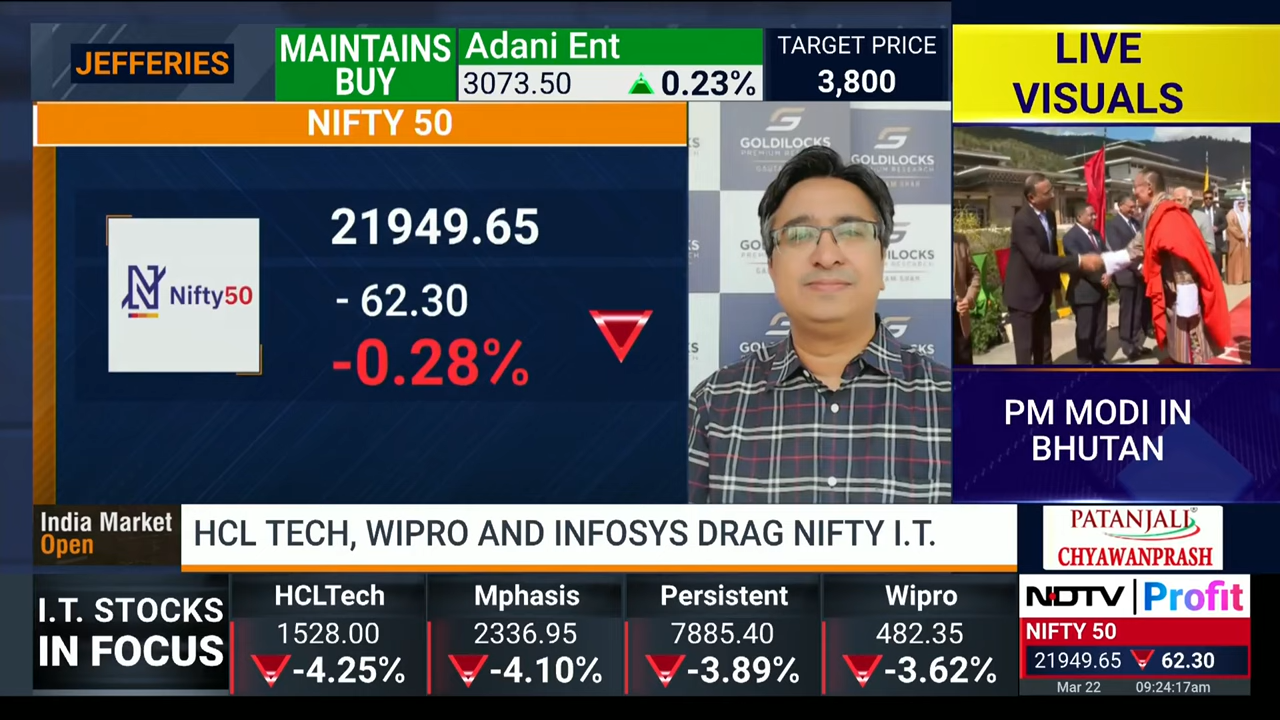 JEFFERIES
MAINTAINS
BUY
Adani Ent
3073.50 0.23%
TARGET PRICE
3,800
LIVE
VISUALS
NIFTY 50
Nifty50
21949.65
- 62.30
-0.28%
GOLDILOCKS
PREMIUM RESEARCH
GOLDILOCKS
PM MODI IN
BHUTAN
India Market
Open
HCL TECH, WIPRO AND INFOSYS DRAG NIFTY I.T.
PATANJALI
CHYAWANPRASH
I.T. STOCKS
IN FOCUS
HCLTech
1528.00
-4.25%
Mphasis
2336.95
-4.10%
Persistent
7885.40
-3.89%
Wipro
482.35
-3.62%
NDTV Profit
NIFTY 50
21949.65 62.30
Mar 22 09:24:17am